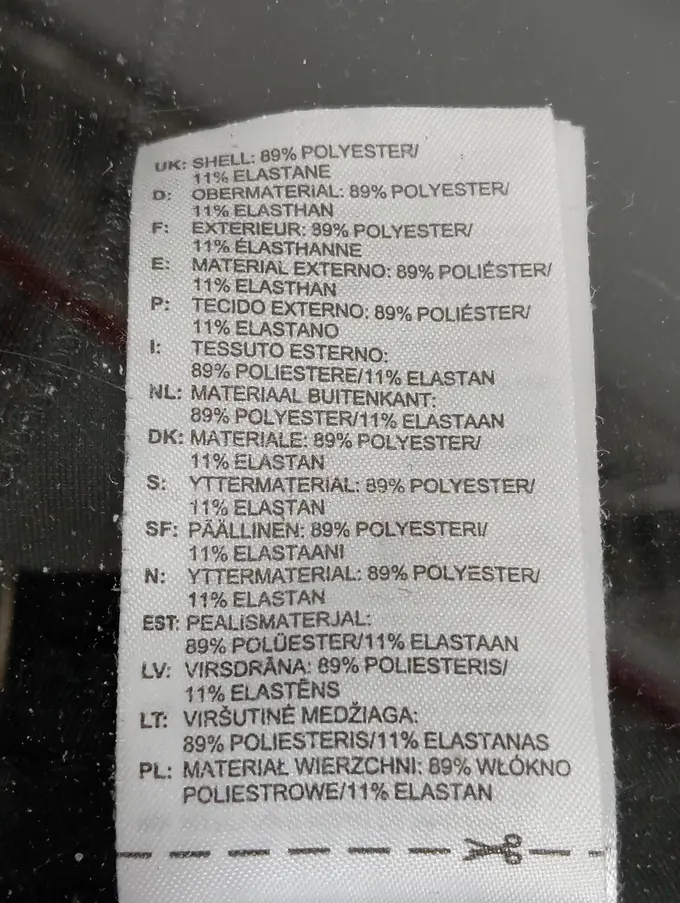 UK: SHELL: 89% POLYESTER/
11% ELASTANE
D: OBERMATERIAL: 89% POLYESTER/
11% ELASTHAN
F: EXTERIEUR: 89% POLYESTER/
11% ÉLASTHANNE
E: MATERIAL EXTERNO: 89% POLIÉSTER/
11% ELASTHAN
P: TECIDO EXTERNO: 89% POLIÉSTER/
11% ELASTANO
I: TESSUTO ESTERNO:
89% POLIESTERE/11% ELASTAN
NL: MATERIAAL BUITENKANT:
89% POLYESTER/11% ELASTAAN
DK: MATERIALE: 89% POLYESTER/
11% ELASTAN
S: YTTERMATERIAL: 89% POLYESTER/
11% ELASTAN
SF: PÄÄLLINEN: 89% POLYESTERI/
11% ELASTAANI
N: YTTERMATERIAL: 89% POLYESTER/
11% ELASTAN
EST: PEALISMATERJAL:
89% POLÜESTER/11% ELASTAAN
LV: VIRSDRĀNA: 89% POLIESTERIS/
11% ELASTĒNS
LT: VIRŠUTINĖ MEDŽIAGA:
89% POLIESTERIS/11% ELASTANAS
PL: MATERIAŁ WIERZCHNI: 89% WŁÓKNO
POLIESTROWE/11% ELASTAN